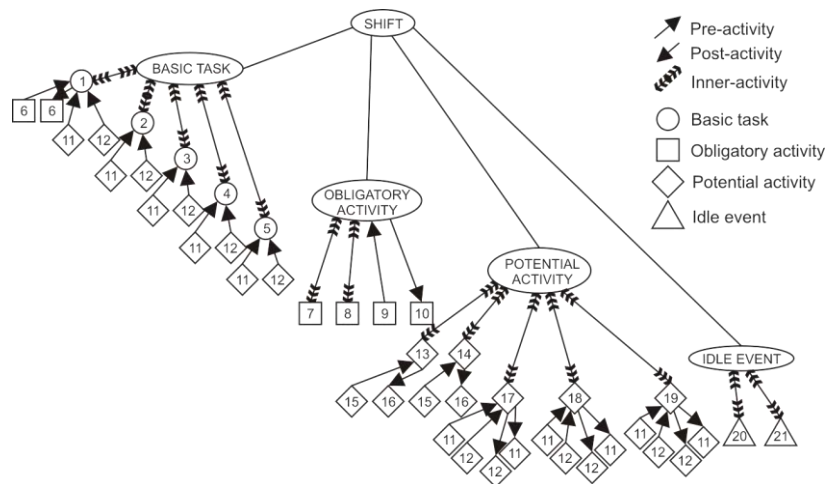 SHIFT
BASIC TASK
1
6 6
11 12
2
11 12
3
11 12
4
11 12
5
11 12
OBLIGATORY
ACTIVITY
7 8 9 10
POTENTIAL
ACTIVITY
13 14
15 16 15 16
17 18 19
11 12 12 11
11 12 12 11
11 12 12 11
IDLE EVENT
20 21
Pre-activity
Post-activity
Inner-activity
Basic task
Obligatory activity
Potential activity
Idle event